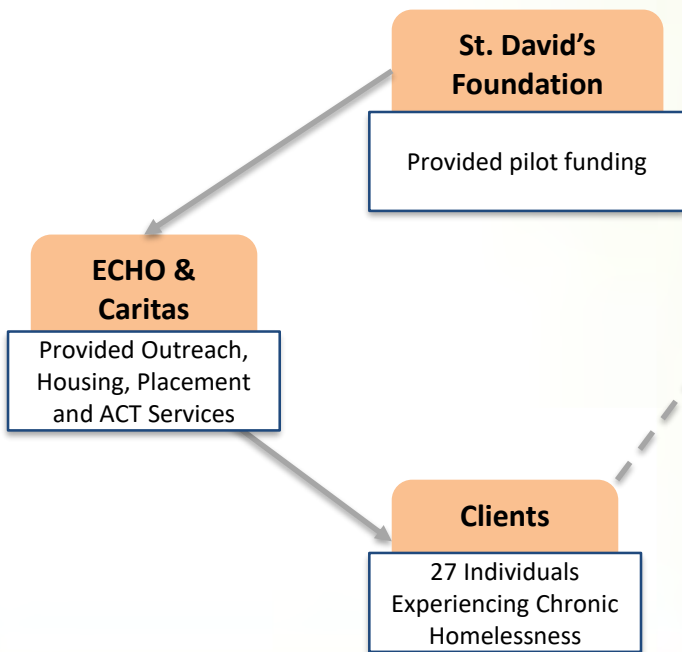 St. David’s
Foundation
Provided pilot funding
ECHO &
Caritas
Provided Outreach,
Housing, Placement
and ACT Services
Clients
27 Individuals
Experiencing Chronic
Homelessness